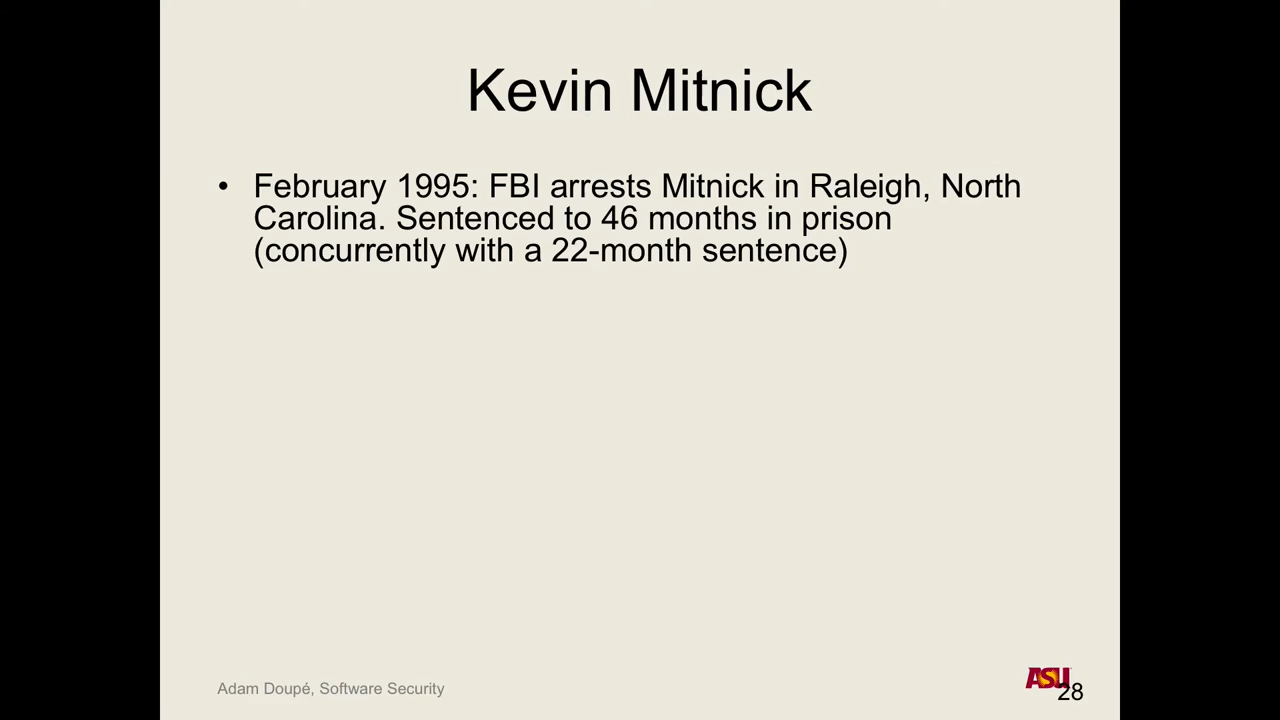 Kevin Mitnick
• February 1995: FBI arrests Mitnick in Raleigh, North
Carolina. Sentenced to 46 months in prison
(concurrently with a 22-month sentence)
Adam Doupé, Software Security
ASU
28